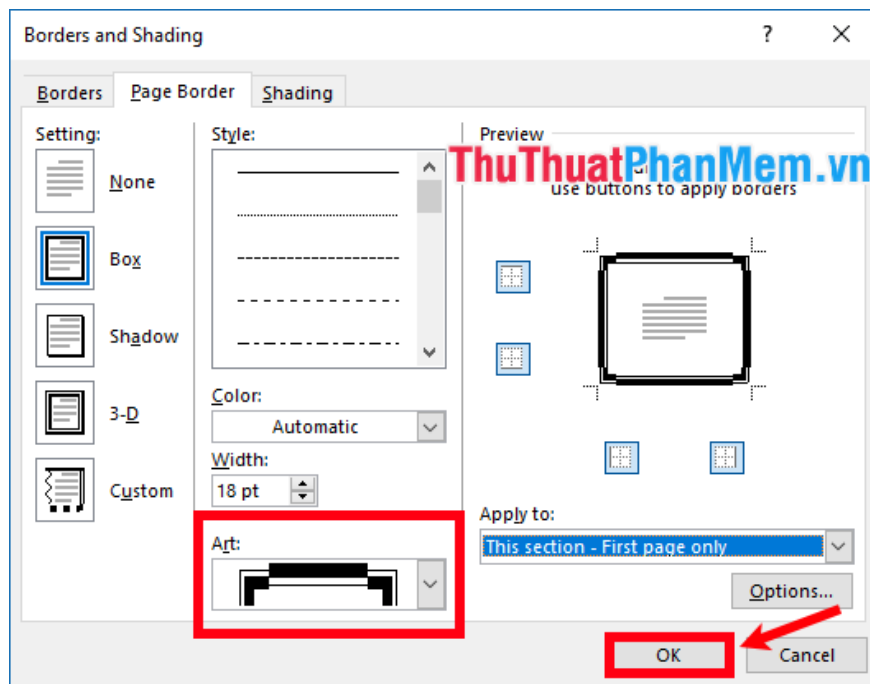 Borders and Shading
?
Borders
Page Border
Shading
Setting:
None
Box
Shadow
3-D
Custom
Style:
Color:
Automatic
Width:
18 pt
Art:
Preview
ThuThuatPhanMem.vn
use buttons to apply borders
Apply to:
This section - First page only
Options...
OK
Cancel